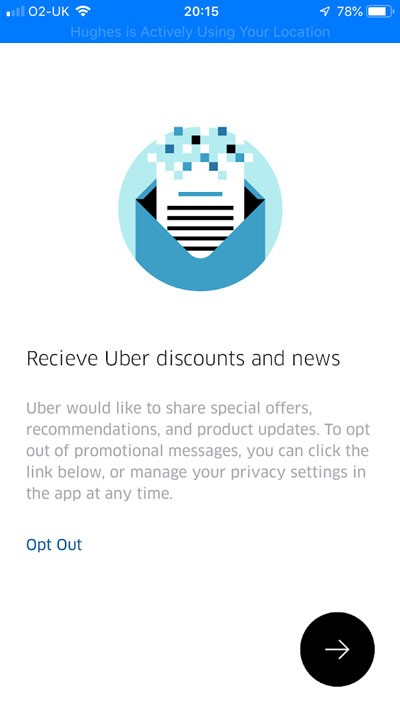 O2-UK 20:15 78%
Hughes is Actively Using Your Location
Recieve Uber discounts and news
Uber would like to share special offers,
recommendations, and product updates. To opt
out of promotional messages, you can click the
link below, or manage your privacy settings in
the app at any time.
Opt Out